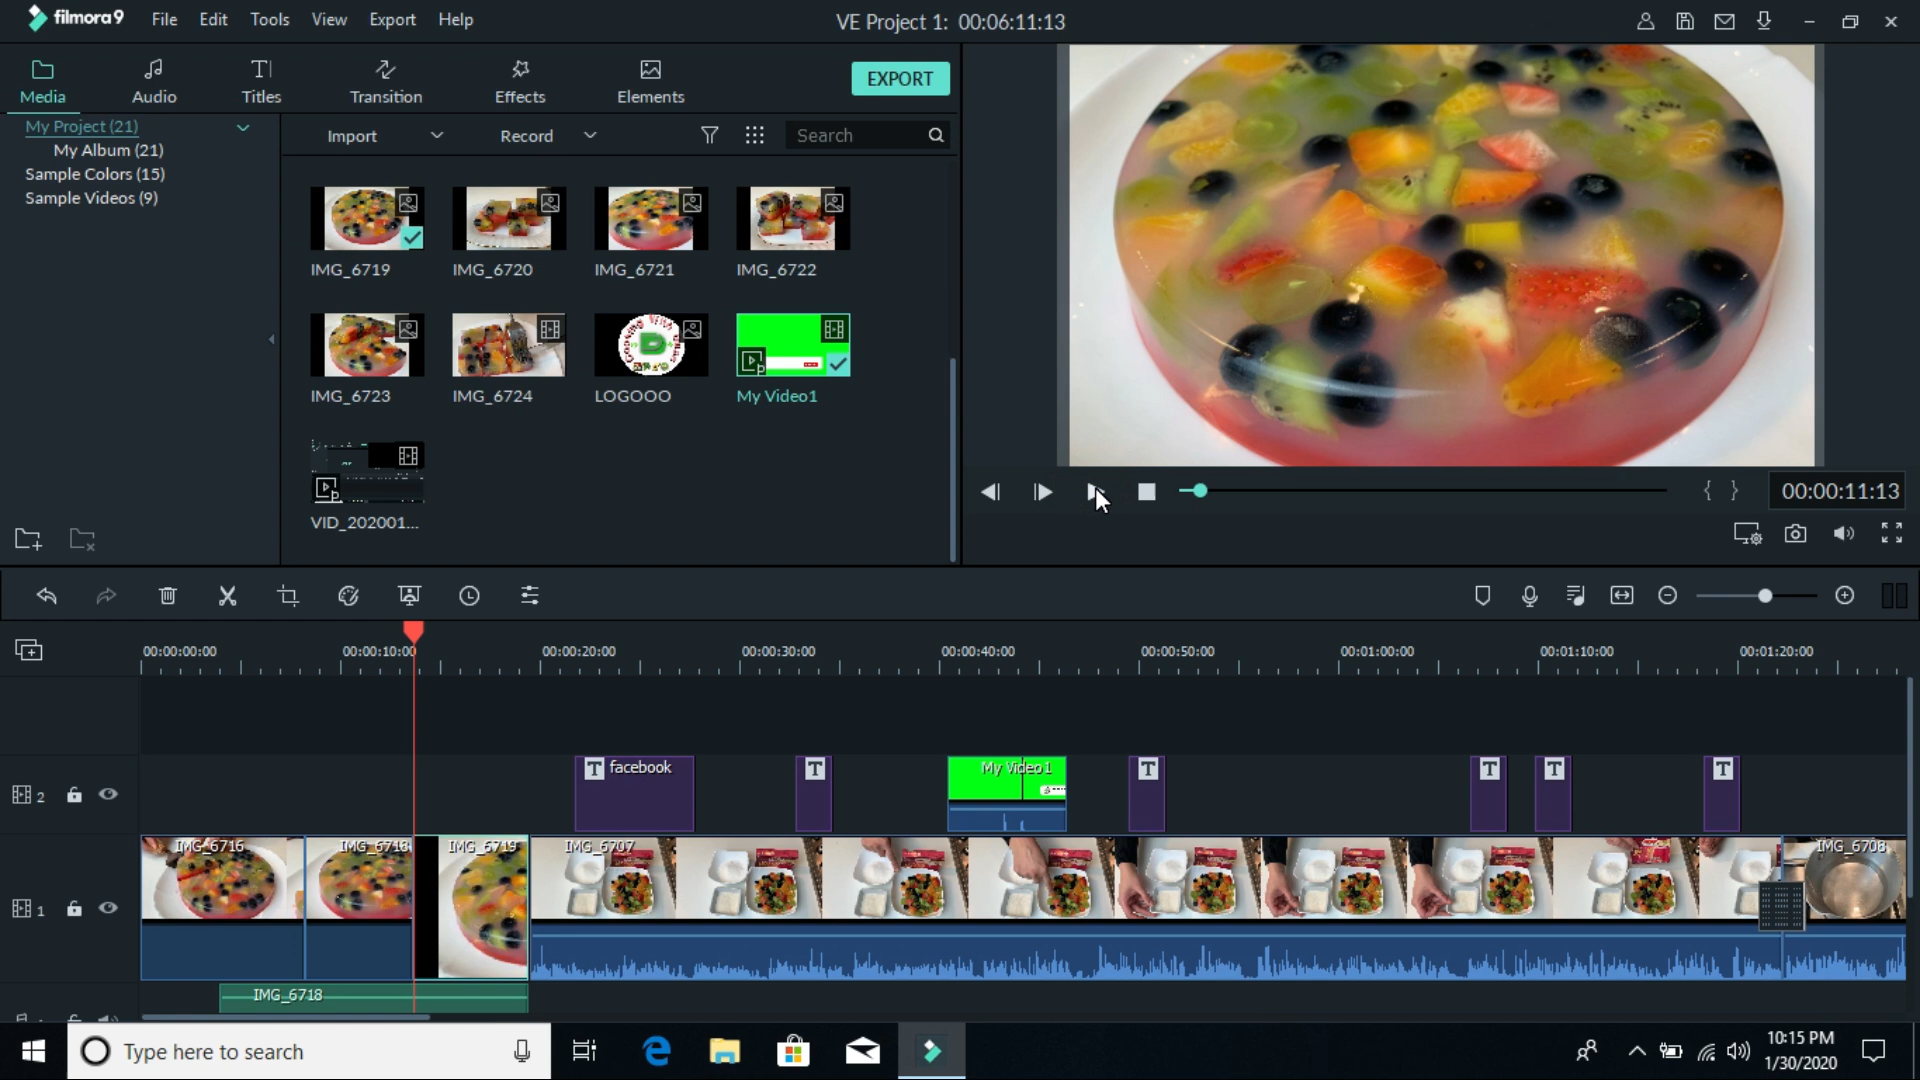 filmora9 File Edit Tools View Export Help VE Project 1: 00:06:11:13
Media Audio Titles Transition Effects Elements EXPORT
My Project (21) Import Record Search
My Album (21)
Sample Colors (15)
Sample Videos (9)
IMG_6719 IMG_6720 IMG_6721 IMG_6722
IMG_6723 IMG_6724 LOGOOO My Video1
VID_202001...
00:00:11:13
00:00:00:00 00:00:10:00 00:00:20:00 00:00:30:00 00:00:40:00 00:00:50:00 00:01:00:00 00:01:10:00 00:01:20:00
2 T facebook T My Video1 T T T T
1 IMG_6716 IMG_6718 IMG_6719 IMG_6707 IMG_6708
IMG_6718
Type here to search 10:15 PM
1/30/2020